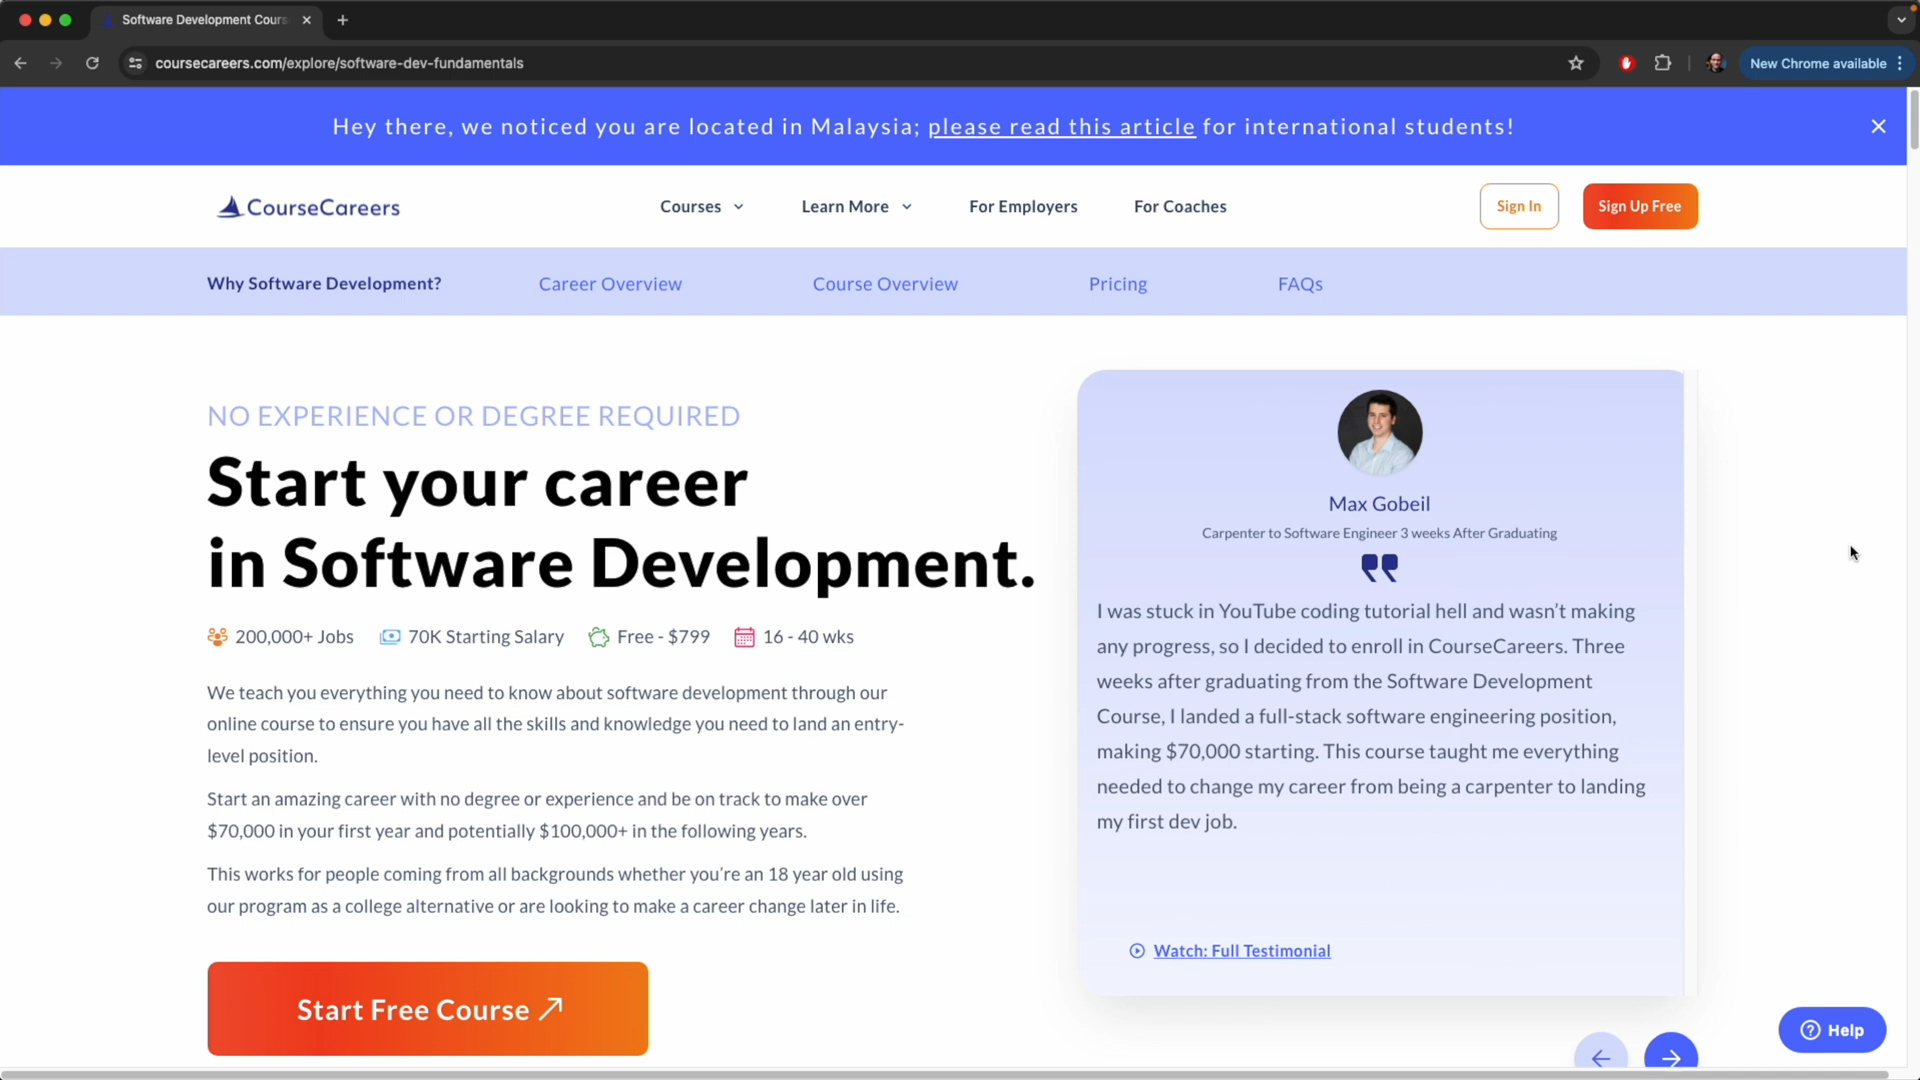 Software Development Cours
coursecareers.com/explore/software-dev-fundamentals
New Chrome available
Hey there, we noticed you are located in Malaysia; please read this article for international students!
CourseCareers
Courses
Learn More
For Employers
For Coaches
Sign In
Sign Up Free
Why Software Development?
Career Overview
Course Overview
Pricing
FAQs
NO EXPERIENCE OR DEGREE REQUIRED
Start your career
in Software Development.
200,000+ Jobs
70K Starting Salary
Free - $799
16 - 40 wks
We teach you everything you need to know about software development through our
online course to ensure you have all the skills and knowledge you need to land an entry-
level position.
Start an amazing career with no degree or experience and be on track to make over
$70,000 in your first year and potentially $100,000+ in the following years.
This works for people coming from all backgrounds whether you're an 18 year old using
our program as a college alternative or are looking to make a career change later in life.
Start Free Course
Max Gobeil
Carpenter to Software Engineer 3 weeks After Graduating
I was stuck in YouTube coding tutorial hell and wasn't making
any progress, so I decided to enroll in CourseCareers. Three
weeks after graduating from the Software Development
Course, I landed a full-stack software engineering position,
making $70,000 starting. This course taught me everything
needed to change my career from being a carpenter to landing
my first dev job.
Watch: Full Testimonial
Help